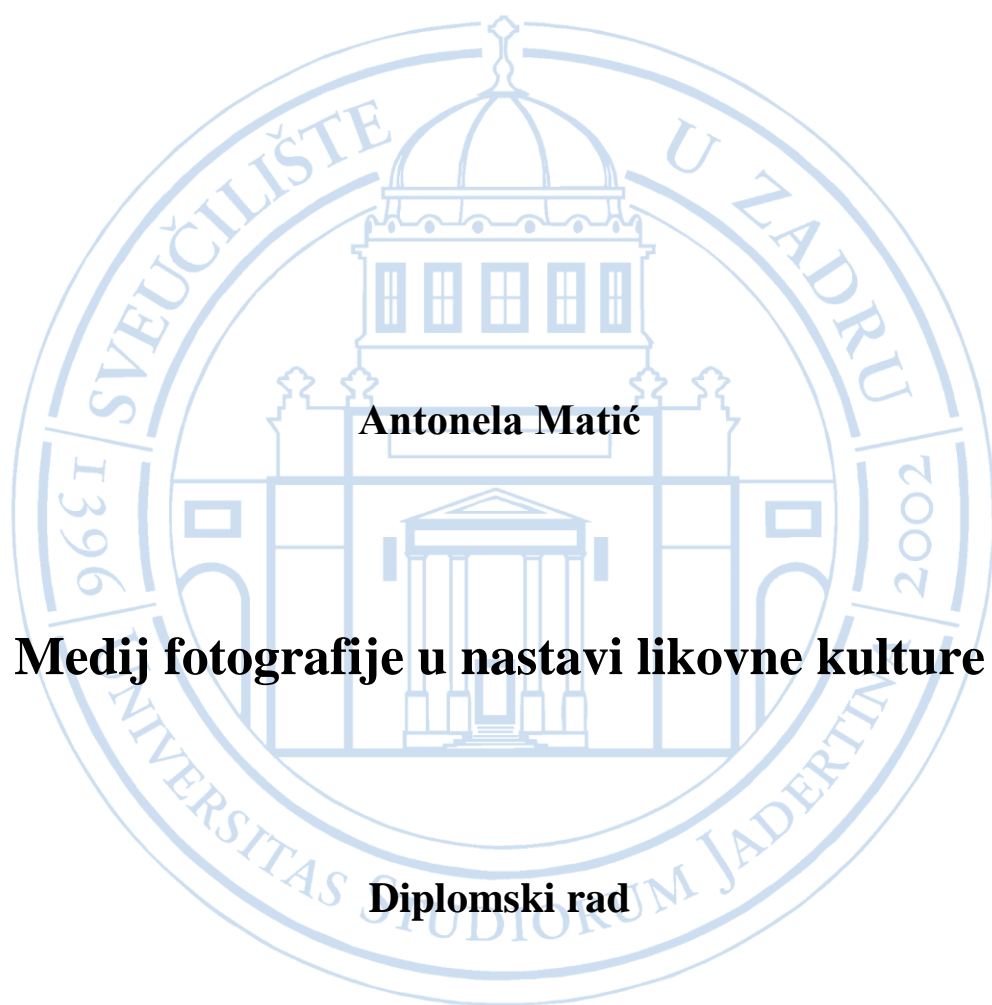 SVEUČILIŠTE U ZADRU
1396
2002
Antonela Matić
Medij fotografije u nastavi likovne kulture
Diplomski rad
UNIVERSITAS STUDIORUM JADERTINA